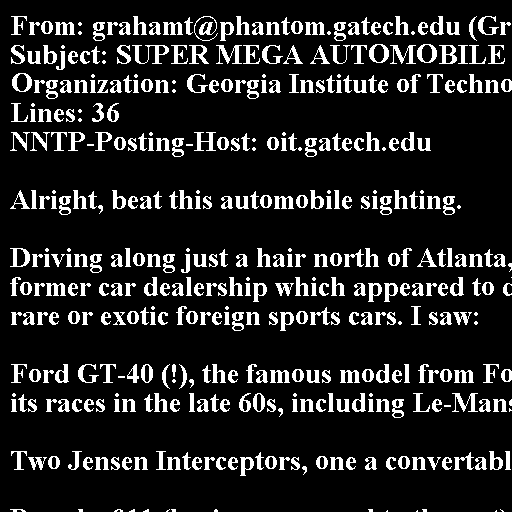 From: grahamt@phantom.gatech.edu (Gr
Subject: SUPER MEGA AUTOMOBILE
Organization: Georgia Institute of Techno
Lines: 36
NNTP-Posting-Host: oit.gatech.edu
Alright, beat this automobile sighting.
Driving along just a hair north of Atlanta,
former car dealership which appeared to d
rare or exotic foreign sports cars. I saw:
Ford GT-40 (!), the famous model from Fo
its races in the late 60s, including Le-Mans
Two Jensen Interceptors, one a convertabl